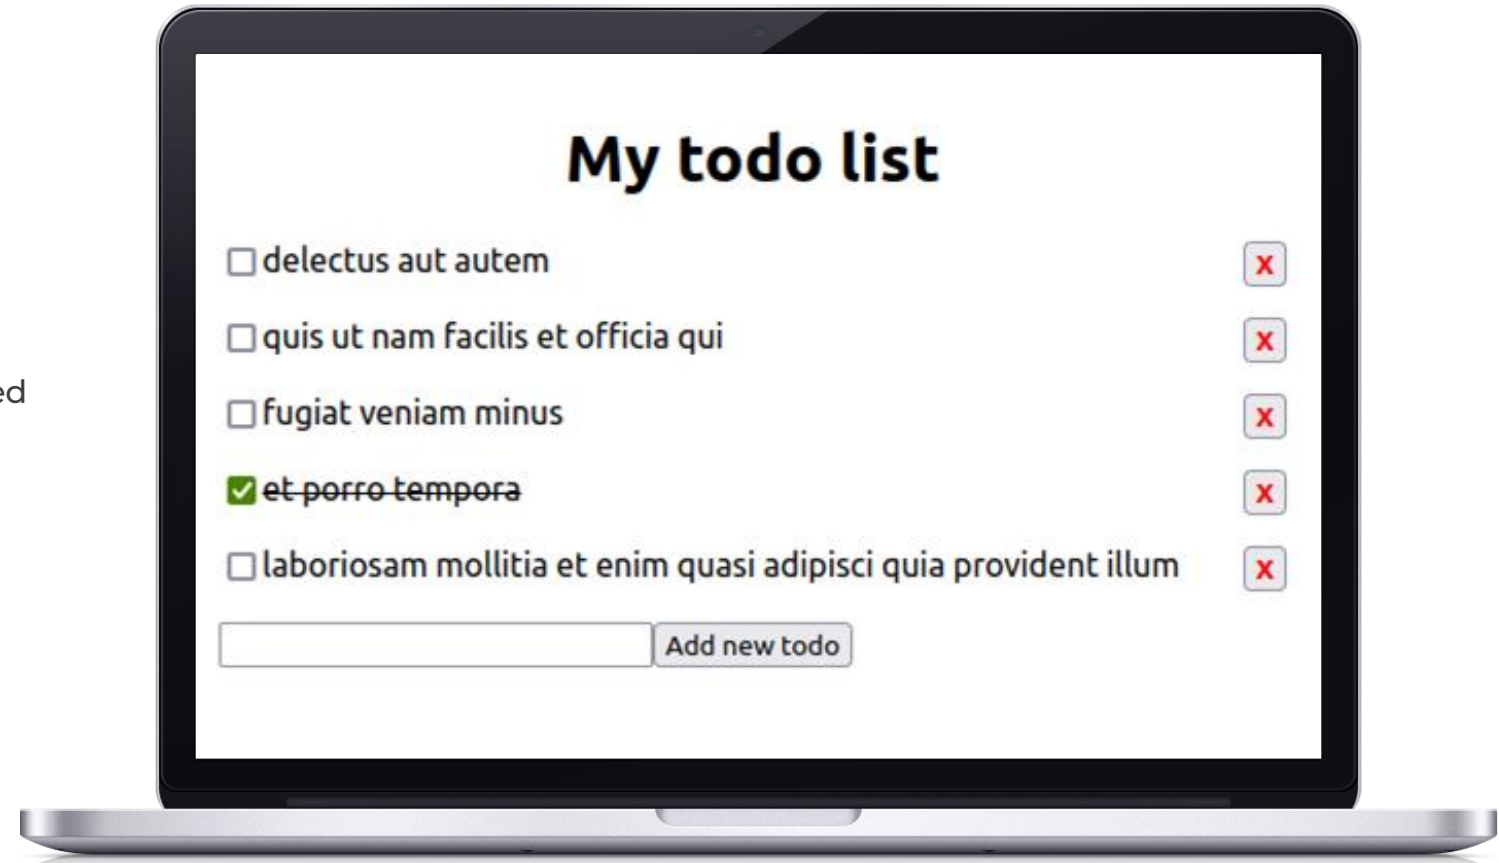 My todo list
delectus aut autem x
quis ut nam facilis et officia qui x
ed
fugiat veniam minus x
et porro tempora x
laboriosam mollitia et enim quasi adipisci quia provident illum x
Add new todo